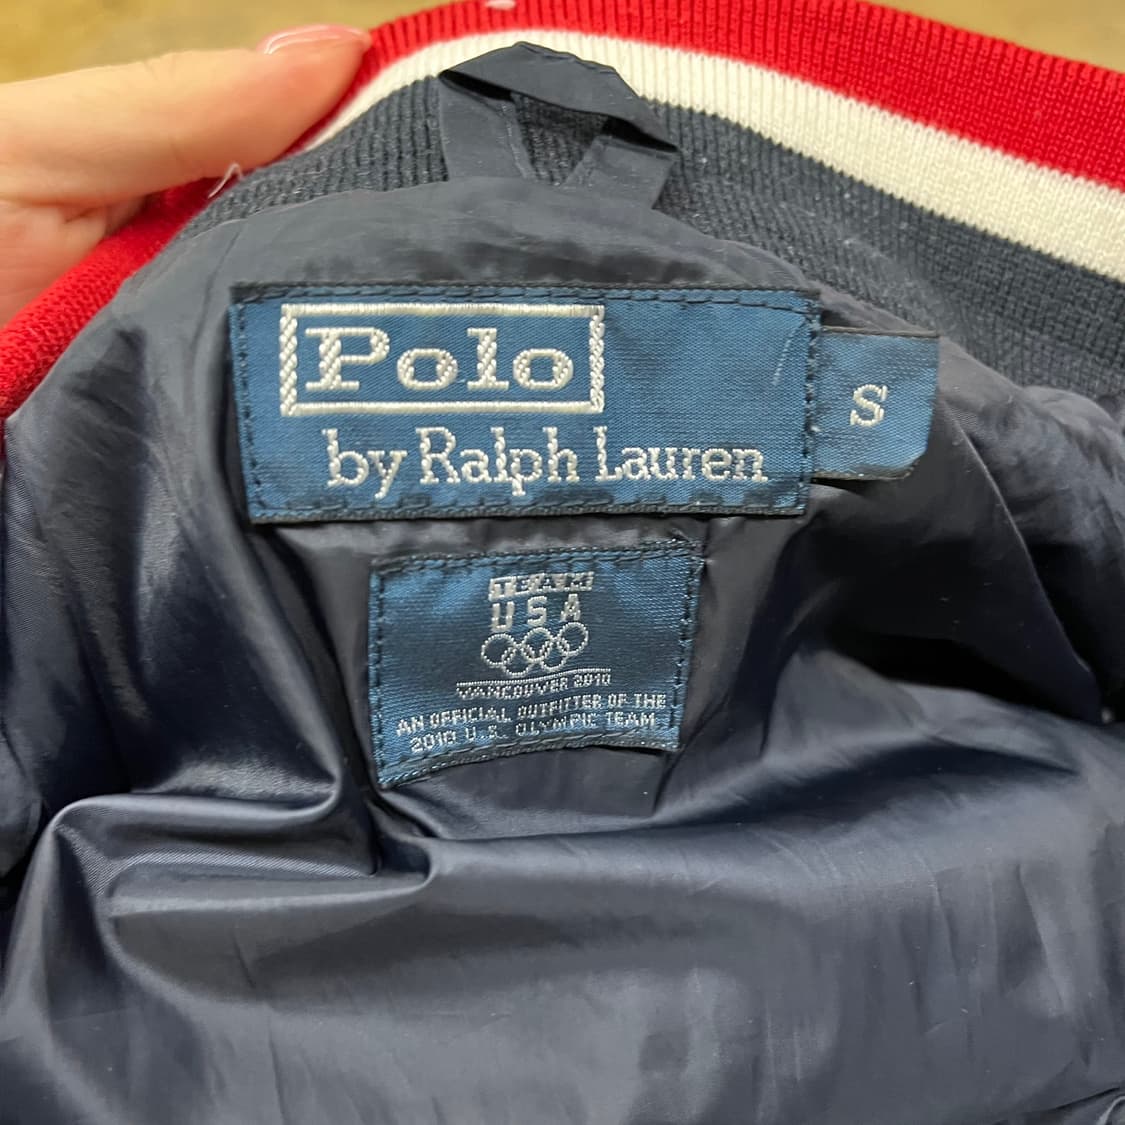 Polo
by Ralph Lauren
S
TEAM
USA
VANCOUVER 2010
AN OFFICIAL OUTFITTER OF THE
2010 U.S. OLYMPIC TEAM